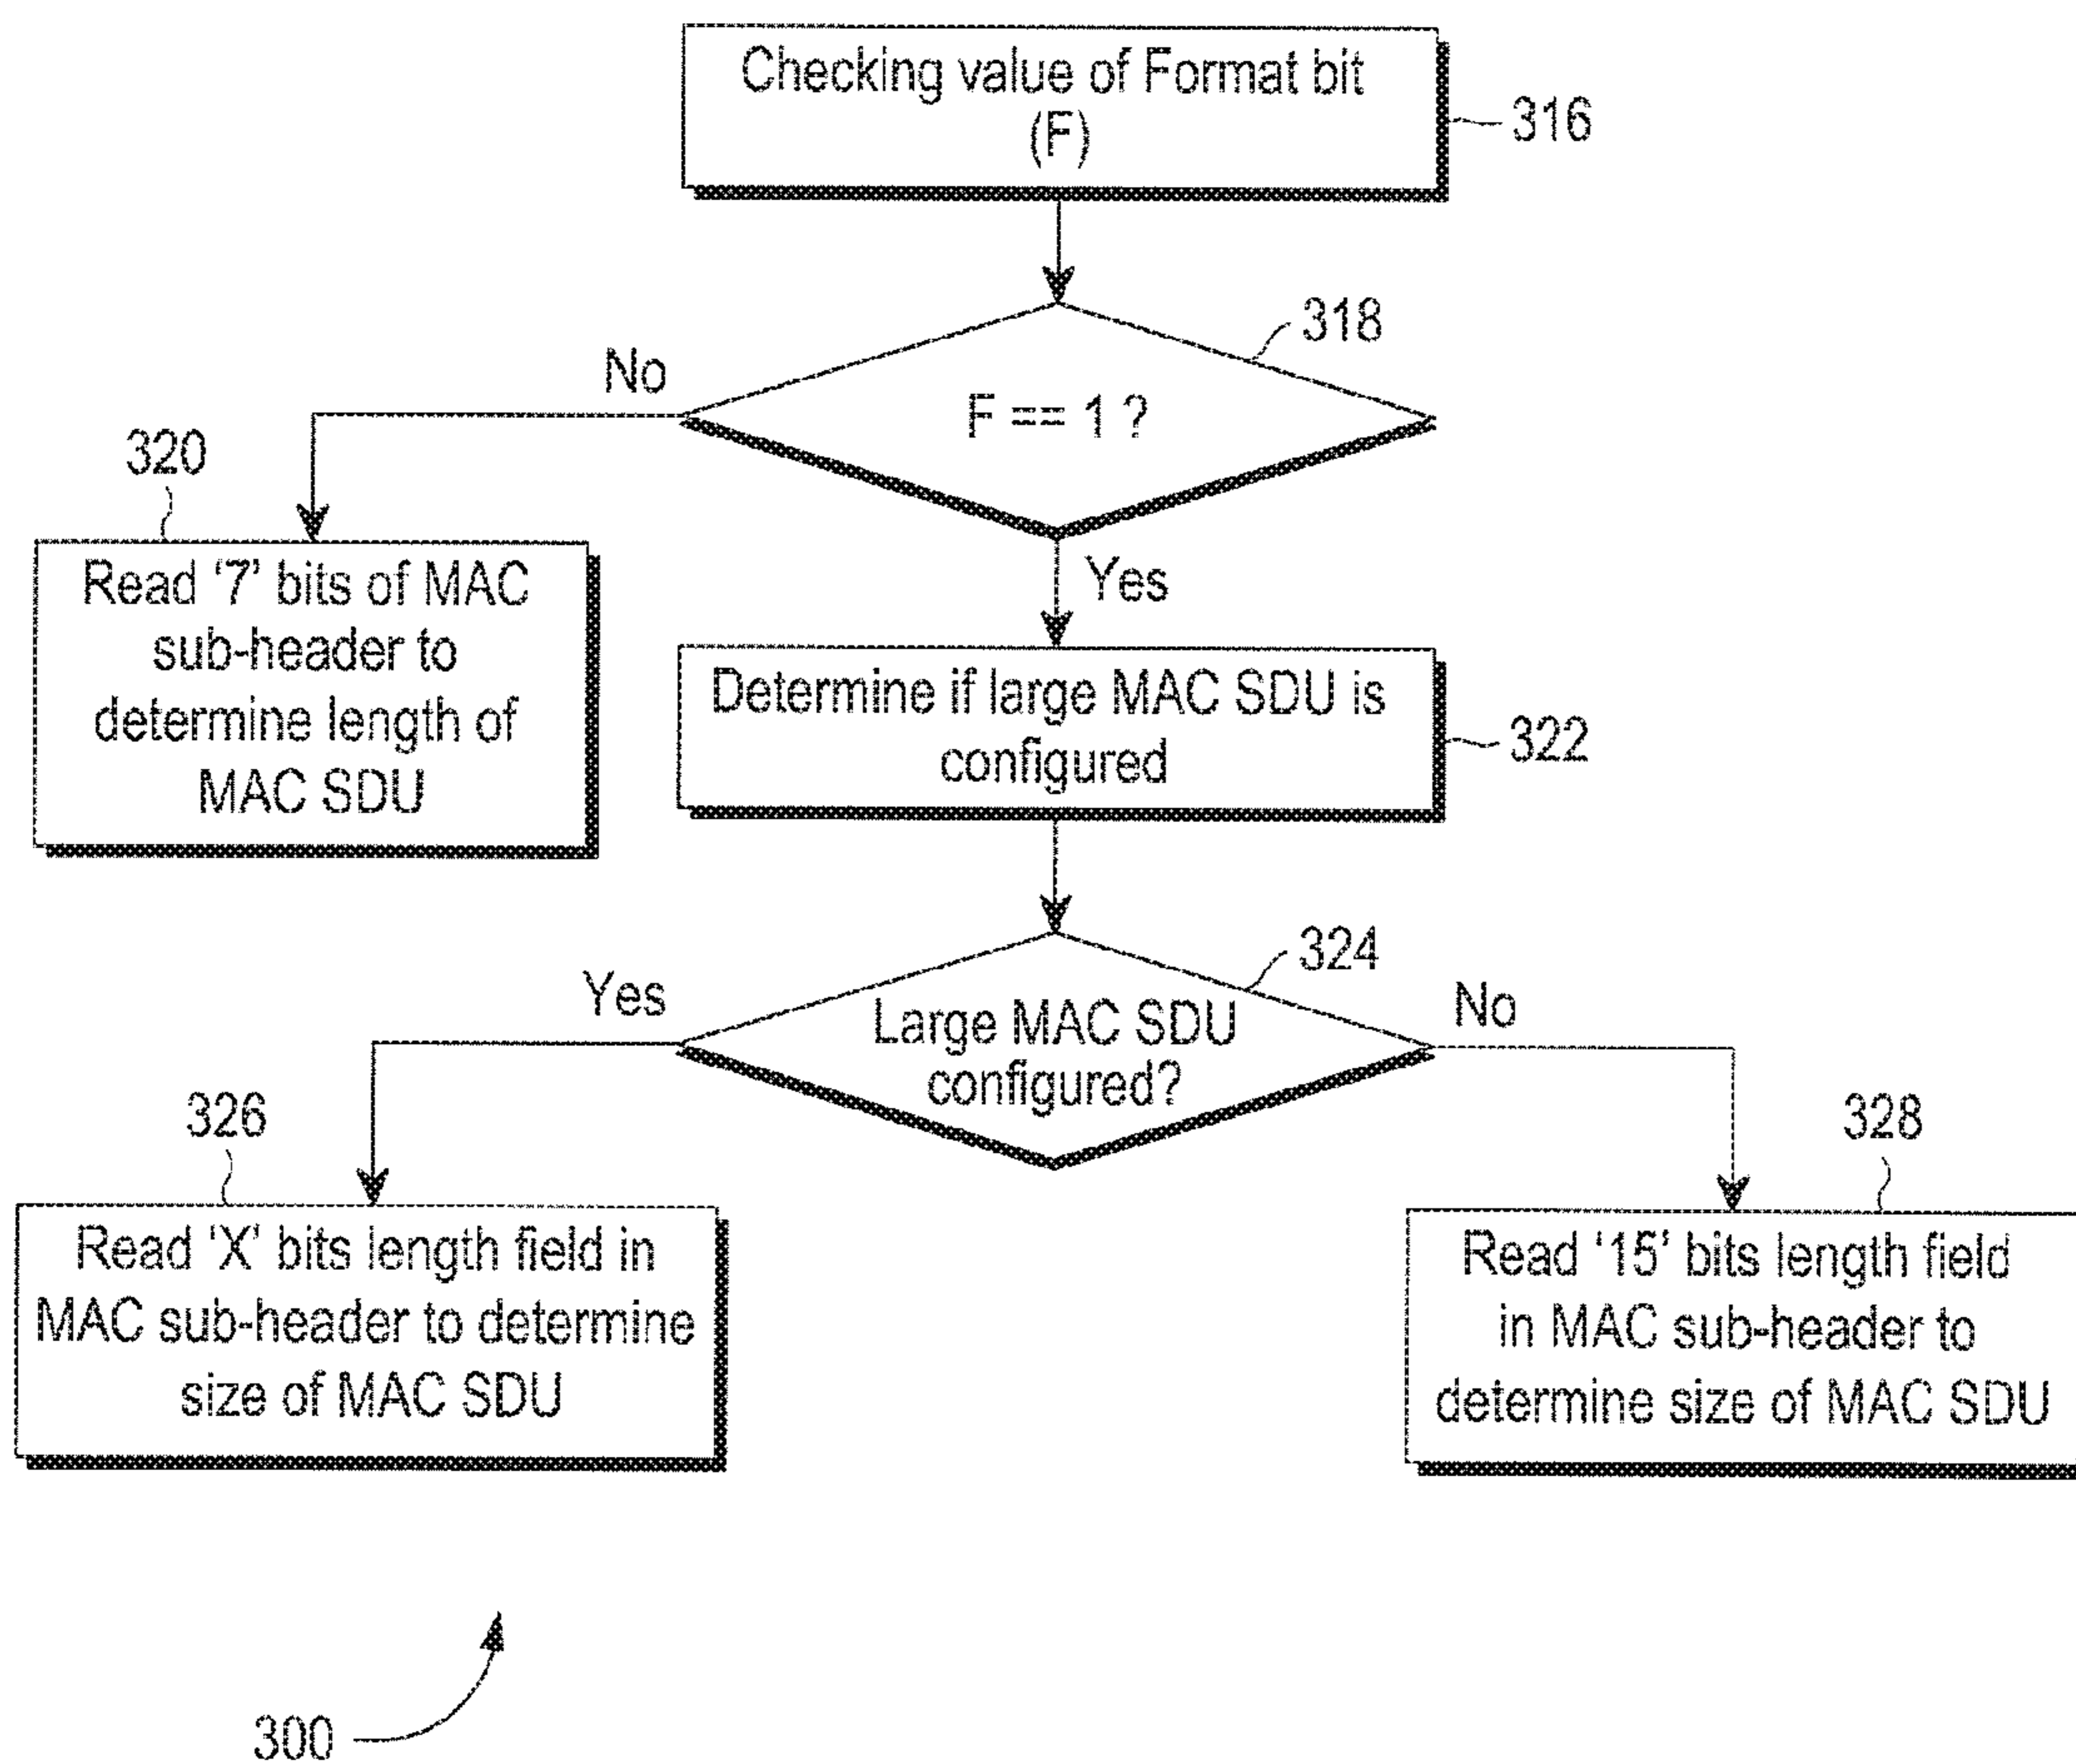 Checking value of Format bit
(F)
316
318
No
F == 1 ?
320
Yes
Read ‘7’ bits of MAC
sub-header to
determine length of
MAC SDU
Determine if large MAC SDU is
configured
322
324
Yes
No
Large MAC SDU
configured?
326
328
Read ‘X’ bits length field in
MAC sub-header to determine
size of MAC SDU
Read ‘15’ bits length field
in MAC sub-header to
determine size of MAC SDU
300